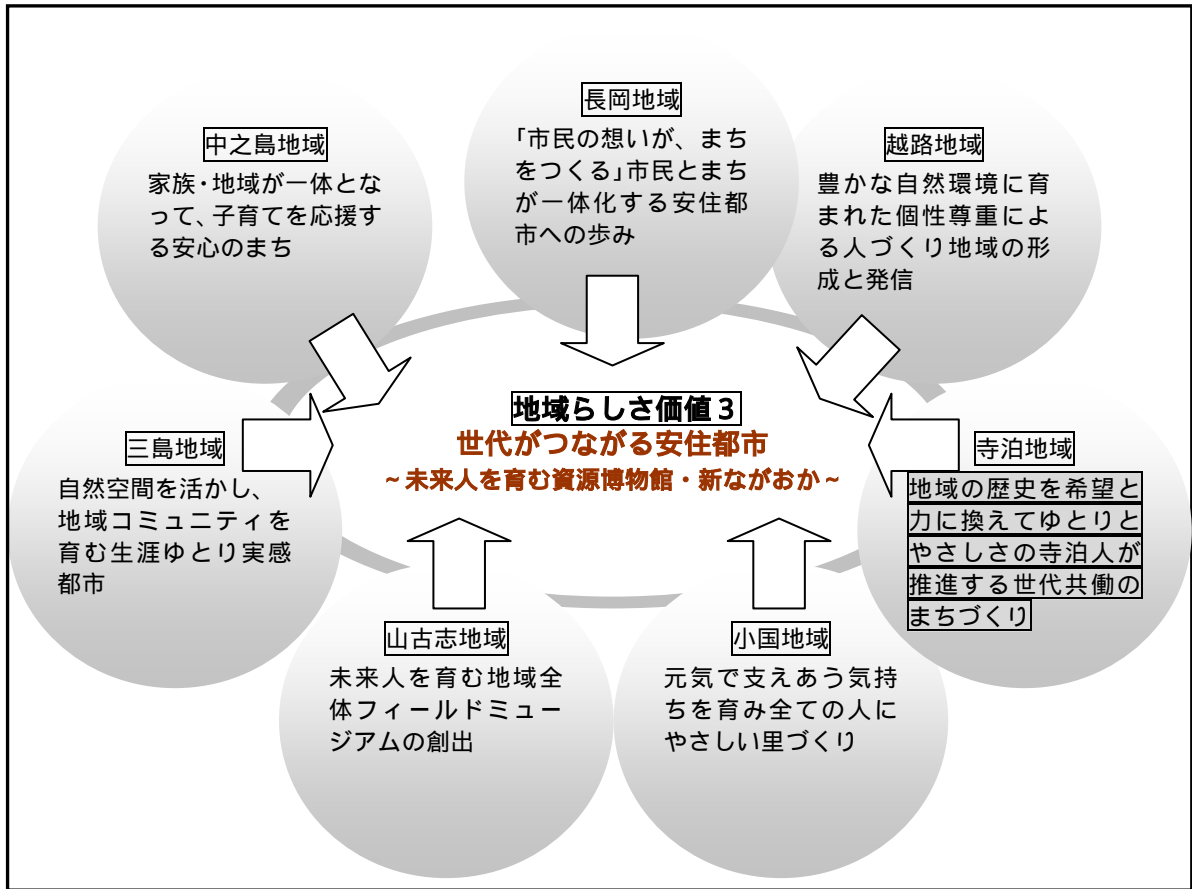 長岡地域
「市民の想いが、まち
をつくる」市民とまち
が一体化する安住都
市への歩み
中之島地域
家族・地域が一体とな
って、子育てを応援す
る安心のまち
越路地域
豊かな自然環境に育
まれた個性尊重によ
る人づくり地域の形
成と発信
地域らしさ価値3
世代がつながる安住都市
~未来人を育む資源博物館・新ながおか~
三島地域
自然空間を活かし、
地域コミュニティを
育む生涯ゆとり実感
都市
寺泊地域
地域の歴史を希望と
力に換えてゆとりと
やさしさの寺泊人が
推進する世代共働の
まちづくり
山古志地域
未来人を育む地域全
体フィールドミュー
ジアムの創出
小国地域
元気で支えあう気持
ちを育み全ての人に
やさしい里づくり